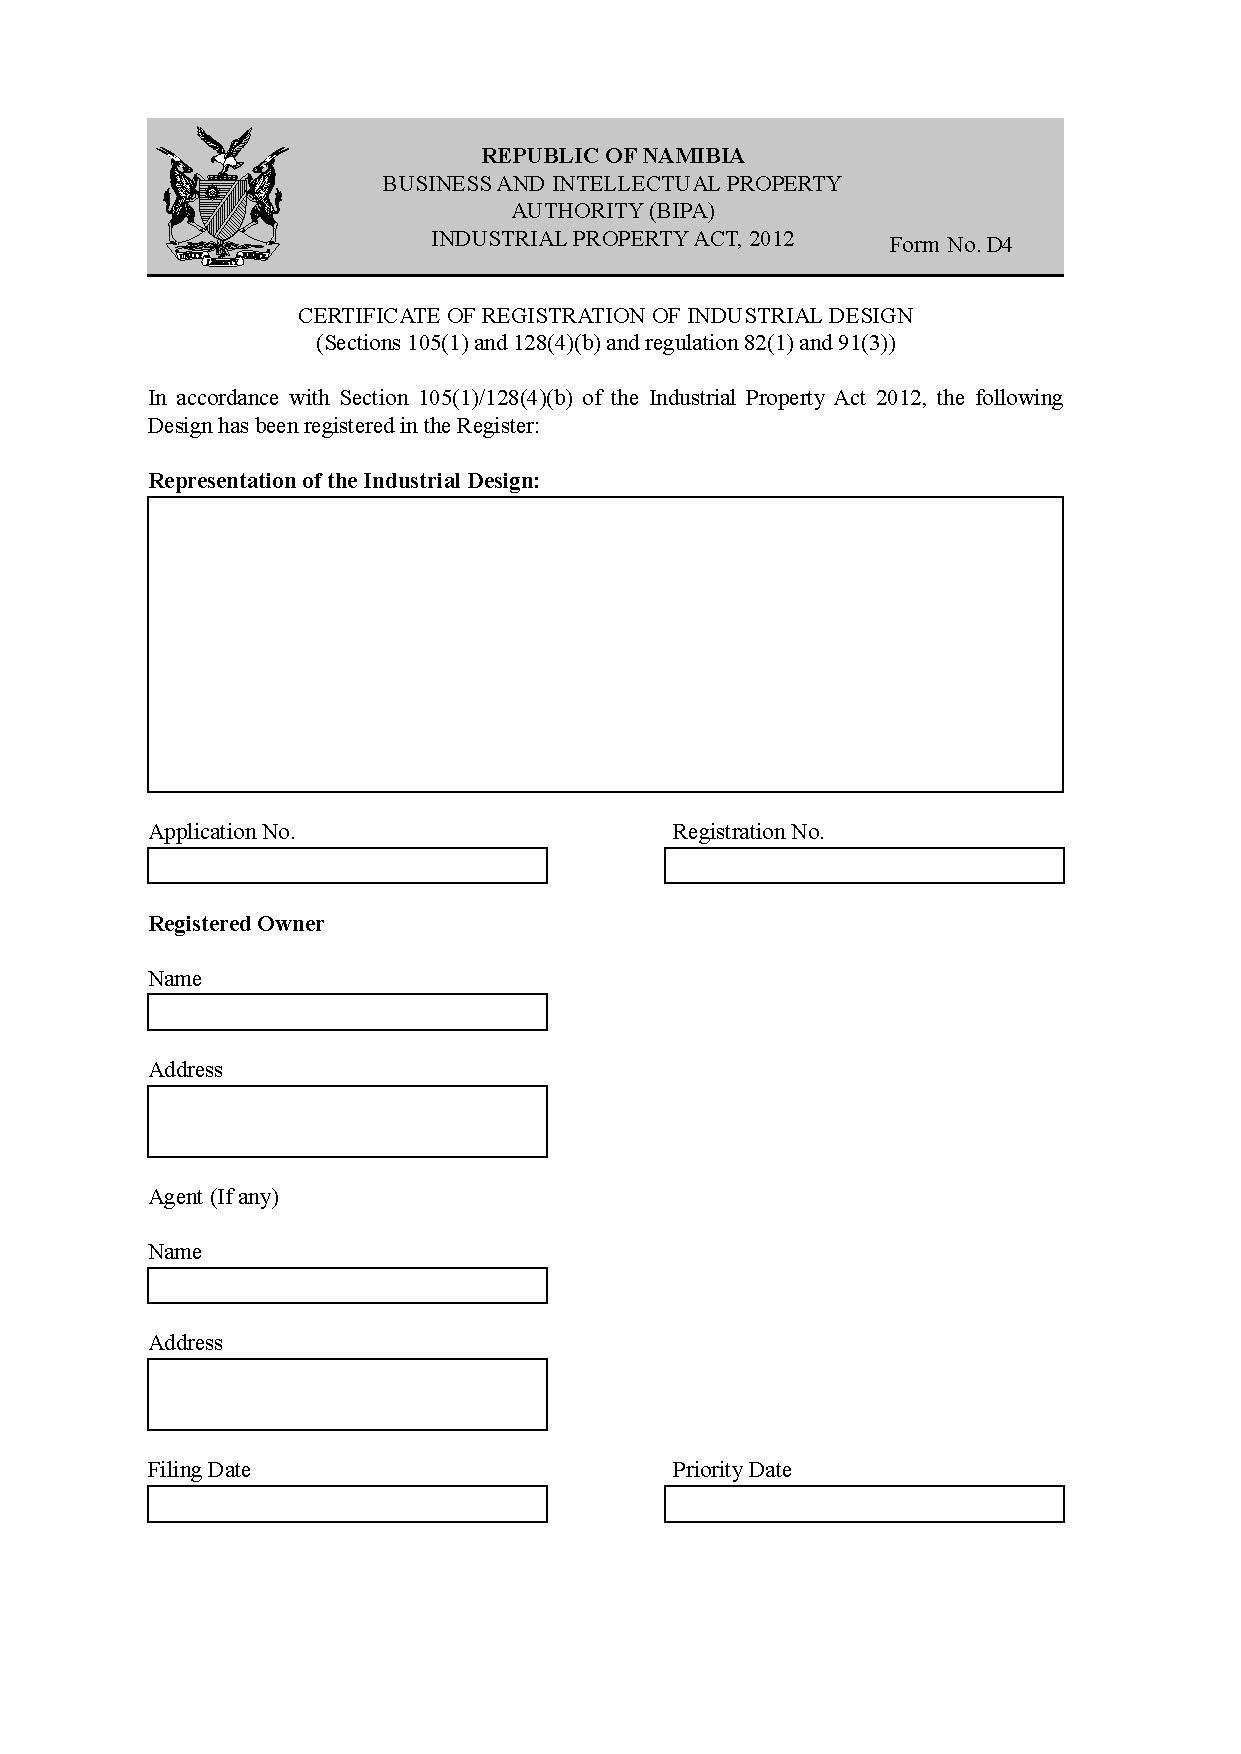 REPUBLIC OF NAMIBIA
BUSINESS AND INTELLECTUAL PROPERTY
AUTHORITY (BIPA)
INDUSTRIAL PROPERTY ACT, 2012
Form No. D4
CERTIFICATE OF REGISTRATION OF INDUSTRIAL DESIGN
(Sections 105(1) and 128(4)(b) and regulation 82(1) and 91(3))
In accordance with Section 105(1)/128(4)(b) of the Industrial Property Act 2012, the following
Design has been registered in the Register:
Representation of the Industrial Design:
Application No.
Registration No.
Registered Owner
Name
Address
Agent (If any)
Name
Address
Filing Date
Priority Date